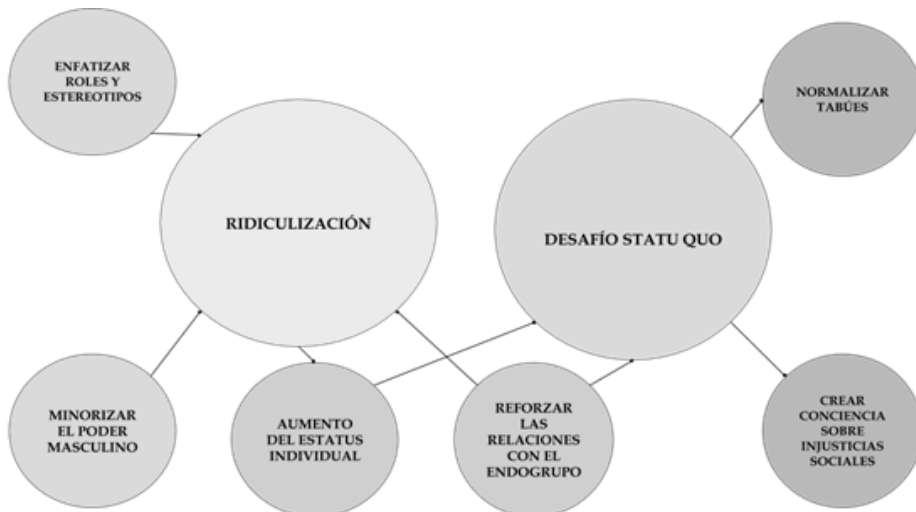 ENFATIZAR
ROLES Y
ESTEREOTIPOS
NORMALIZAR
TABÚES
RIDICULIZACIÓN
DESAFÍO STATU QUO
MINORIZAR
EL PODER
MASCULINO
AUMENTO
DEL ESTATUS
INDIVIDUAL
REFORZAR
LAS
RELACIONES
CON EL
ENDOGRUPO
CREAR
CONCIENCIA
SOBRE
INJUSTICIAS
SOCIALES